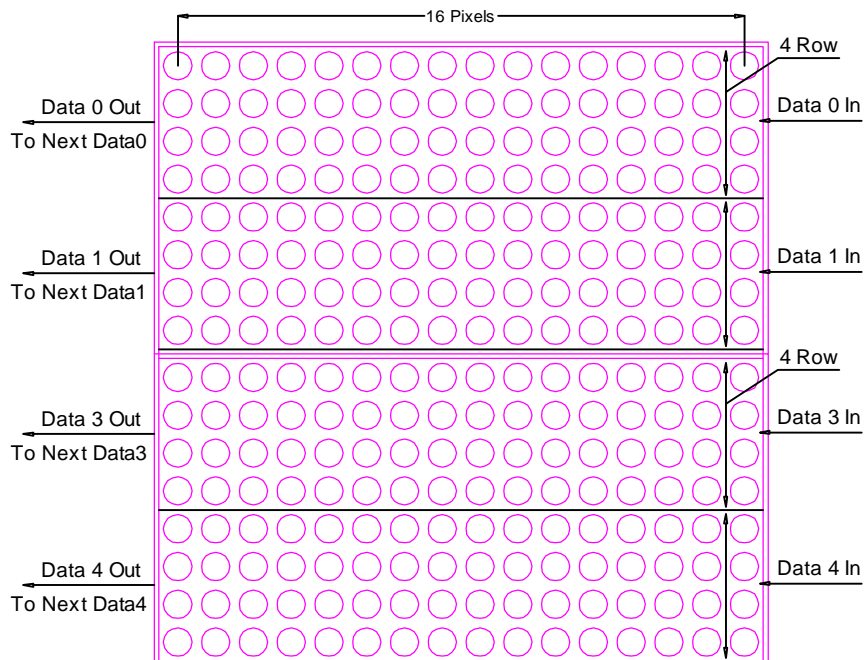 16 Pixels
4 Row
Data 0 Out
Data 0 In
To Next Data0
Data 1 Out
Data 1 In
To Next Data1
4 Row
Data 3 Out
Data 3 In
To Next Data3
Data 4 Out
Data 4 In
To Next Data4